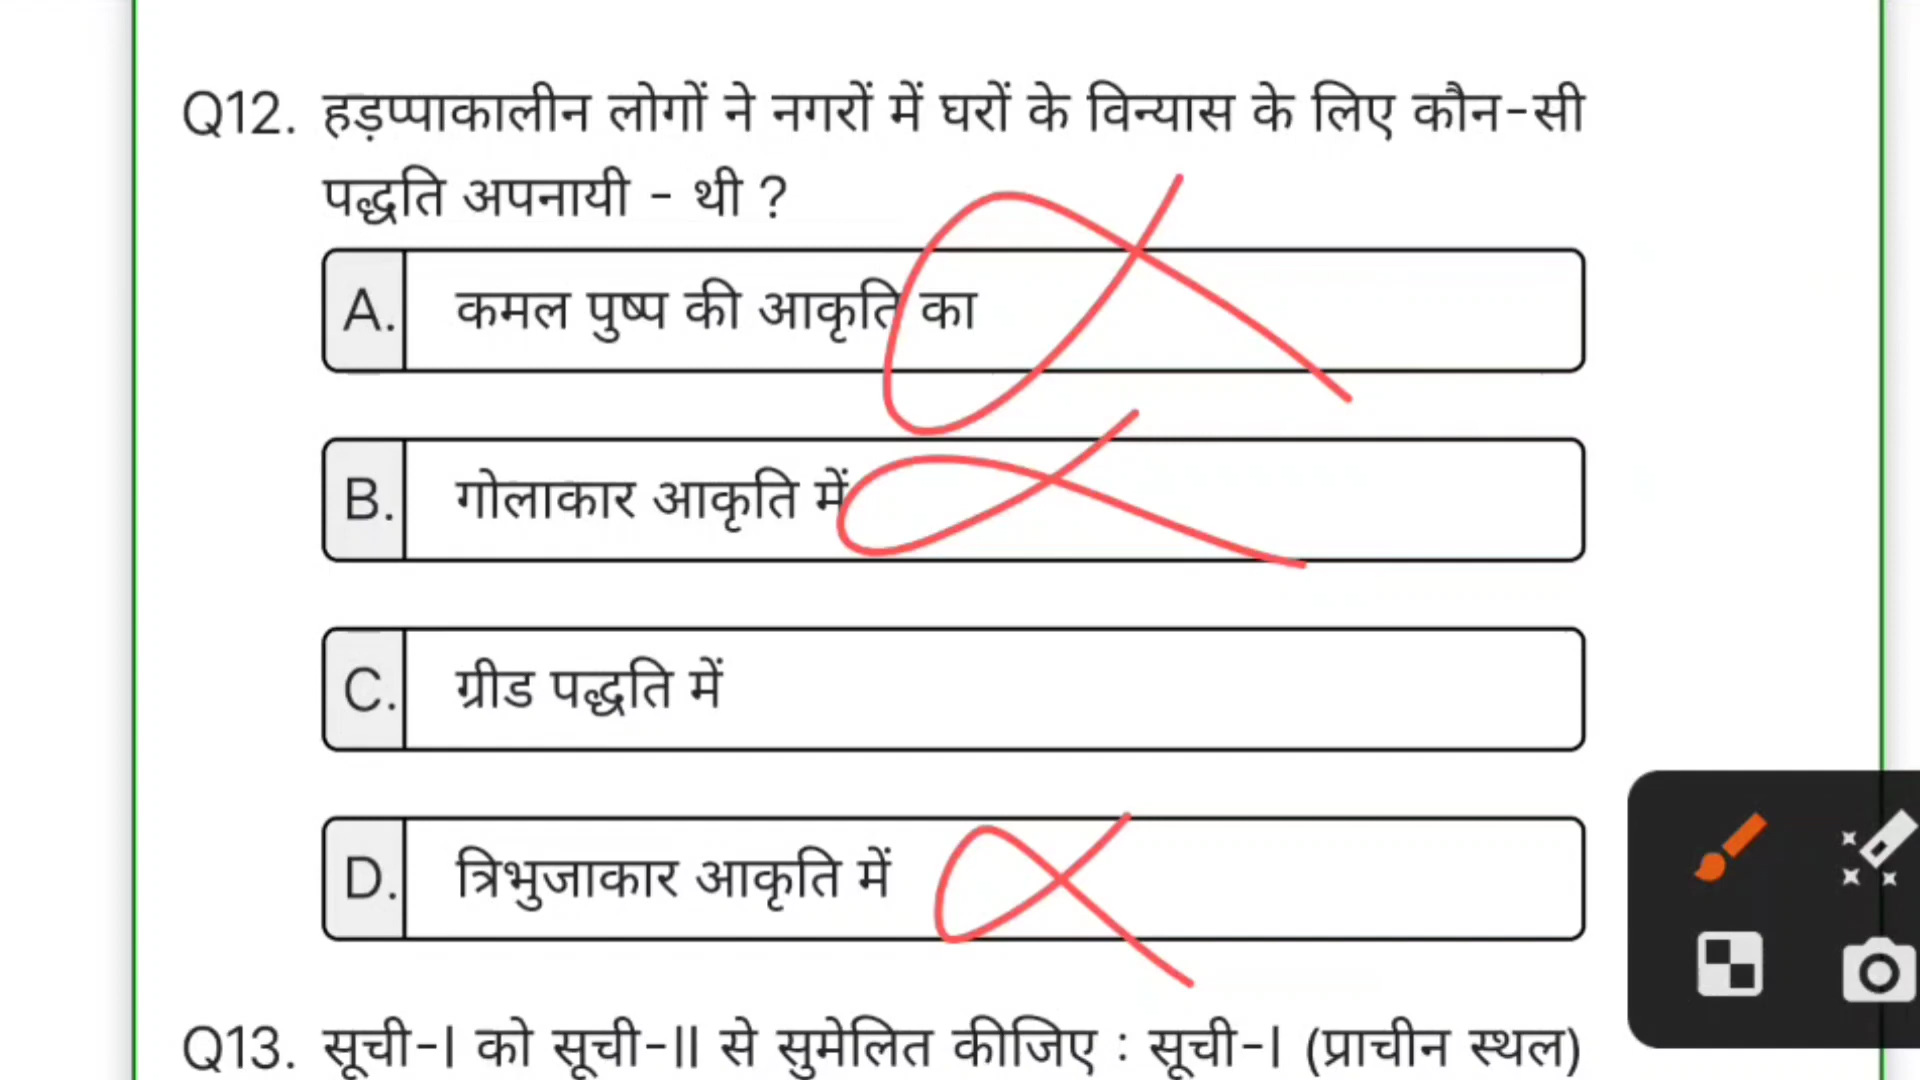 Q12. हड़प्पाकालीन लोगों ने नगरों में घरों के विन्यास के लिए कौन-सी
पद्धति अपनायी - थी ?
A. कमल पुष्प की आकृति का
B. गोलाकार आकृति में
C. ग्रीड पद्धति में
D. त्रिभुजाकार आकृति में
Q13. सूची-I को सूची-II से सुमेलित कीजिए : सूची-I (प्राचीन स्थल)